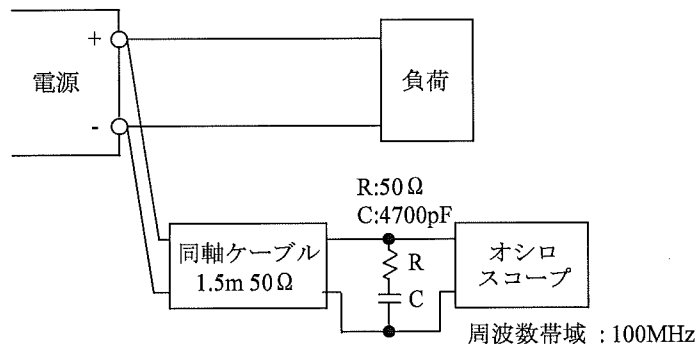 +
電源
-
負荷
R:50Ω
C:4700pF
同軸ケーブル
1.5m 50Ω
R
C
オシロ
スコープ
周波数帯域 : 100MHz